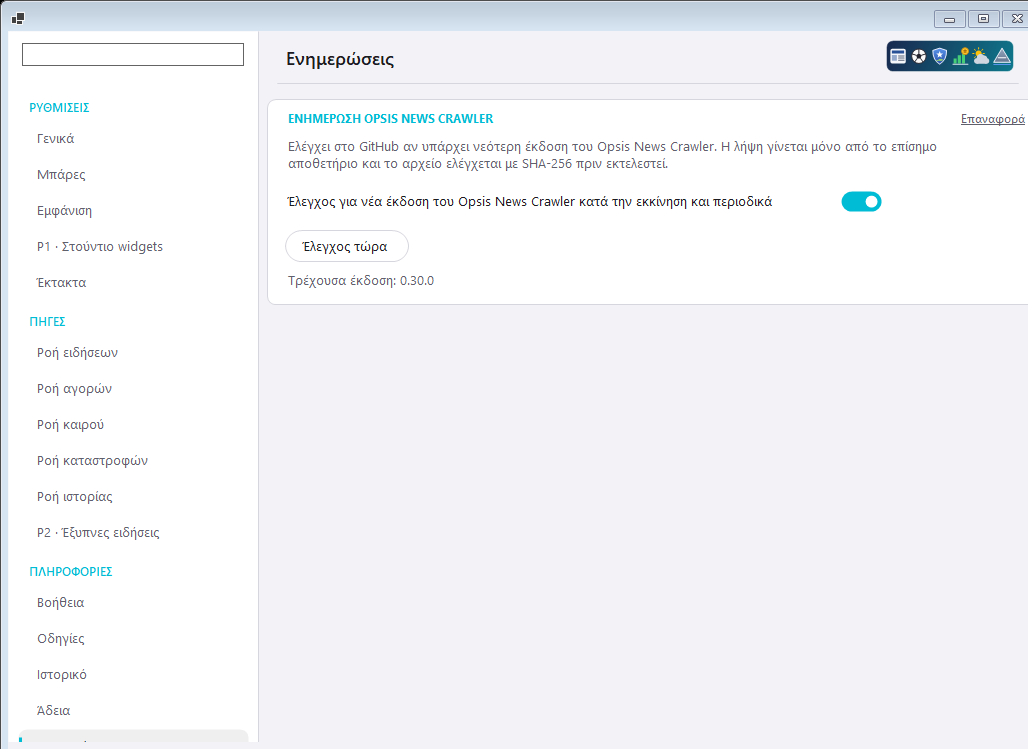 Ενημερώσεις
ΡΥΘΜΙΣΕΙΣ
Γενικά
Μπάρες
Εμφάνιση
P1 · Στούντιο widgets
Έκτακτα
ΠΗΓΕΣ
Ροή ειδήσεων
Ροή αγορών
Ροή καιρού
Ροή καταστροφών
Ροή ιστορίας
P2 · Έξυπνες ειδήσεις
ΠΛΗΡΟΦΟΡΙΕΣ
Βοήθεια
Οδηγίες
Ιστορικό
Άδεια
ΕΝΗΜΕΡΩΣΗ OPSIS NEWS CRAWLER
Επαναφορά
Ελέγχει στο GitHub αν υπάρχει νεότερη έκδοση του Opsis News Crawler. Η λήψη γίνεται μόνο από το επίσημο
αποθετήριο και το αρχείο ελέγχεται με SHA-256 πριν εκτελεστεί.
Έλεγχος για νέα έκδοση του Opsis News Crawler κατά την εκκίνηση και περιοδικά
Έλεγχος τώρα
Τρέχουσα έκδοση: 0.30.0